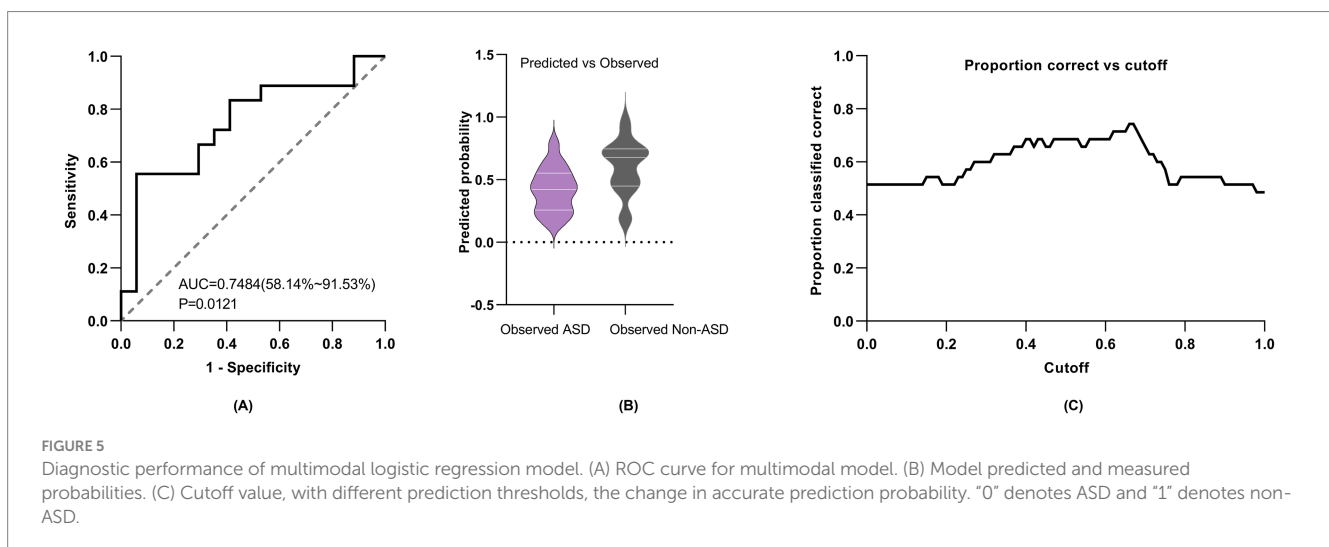 1.0
0.8
0.6
0.4
0.2
0.0
Sensitivity
AUC=0.7484(58.14%~91.53%)
P=0.0121
0.0 0.2 0.4 0.6 0.8 1.0
1 - Specificity
(A)
1.5
1.0
0.5
0.0
-0.5
Predicted probability
Predicted vs Observed
Observed ASD Observed Non-ASD
(B)
1.0
0.8
0.6
0.4
0.2
0.0
Proportion classified correct
Proportion correct vs cutoff
0.0 0.2 0.4 0.6 0.8 1.0
Cutoff
(C)
FIGURE 5
Diagnostic performance of multimodal logistic regression model. (A) ROC curve for multimodal model. (B) Model predicted and measured
probabilities. (C) Cutoff value, with different prediction thresholds, the change in accurate prediction probability. “0” denotes ASD and “1” denotes non-
ASD.